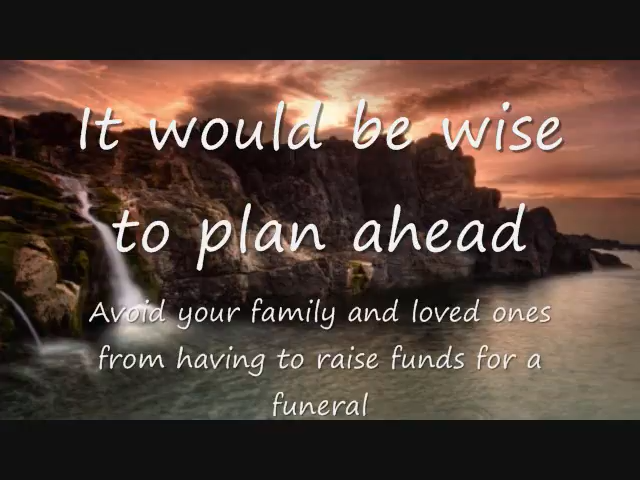 It would be wise
to plan ahead
Avoid your family and loved ones
from having to raise funds for a
funeral